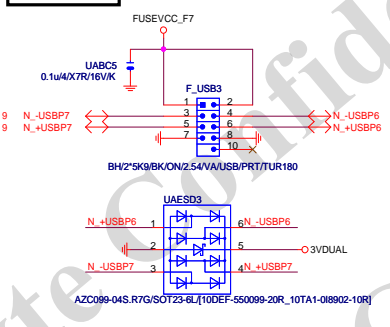 FUSEVCC_F7
UABC5
0.1u/4/X7R/16V/K
F_USB3
1 2
9 N_-USBP7 3 4 N_-USBP6
9 N_+USBP7 5 6 N_+USBP6
7 8
10
BH/2*5K9/BK/ON/2.54/VA/USB/PRT/TUR180
UAESD3
N_+USBP6 1 6 N_-USBP6
2 5 3VDUAL
N_-USBP7 3 4 N_+USBP7
AZC099-04S.R7G/SOT23-6L/[10DEF-550099-20R_10TA1-0I8902-10R]